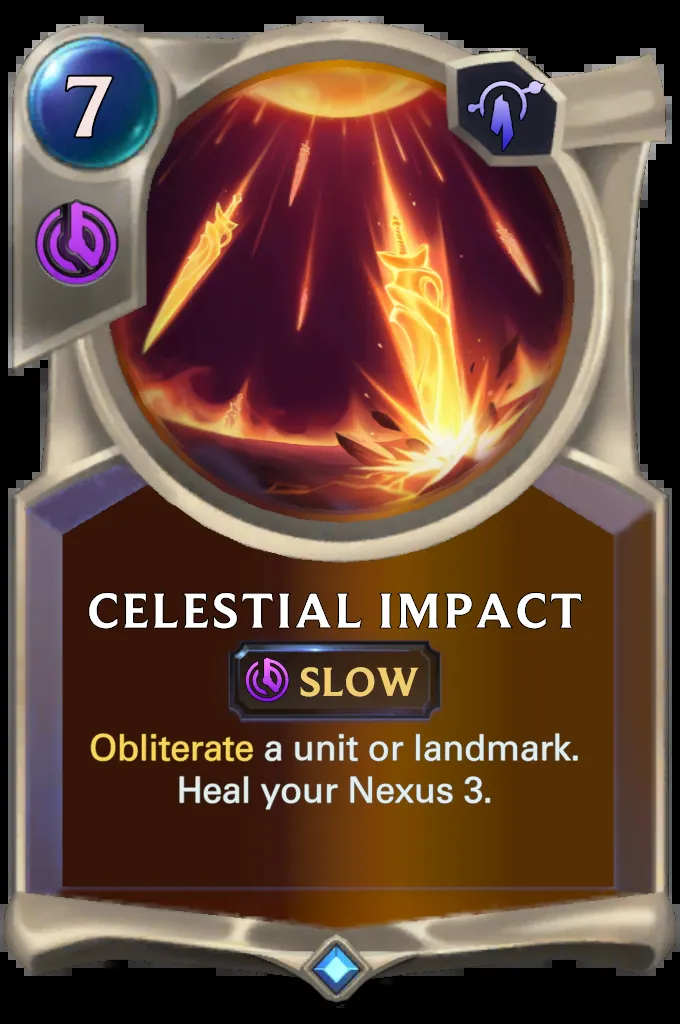 7
CELESTIAL IMPACT
SLOW
Obliterate a unit or landmark.
Heal your Nexus 3.